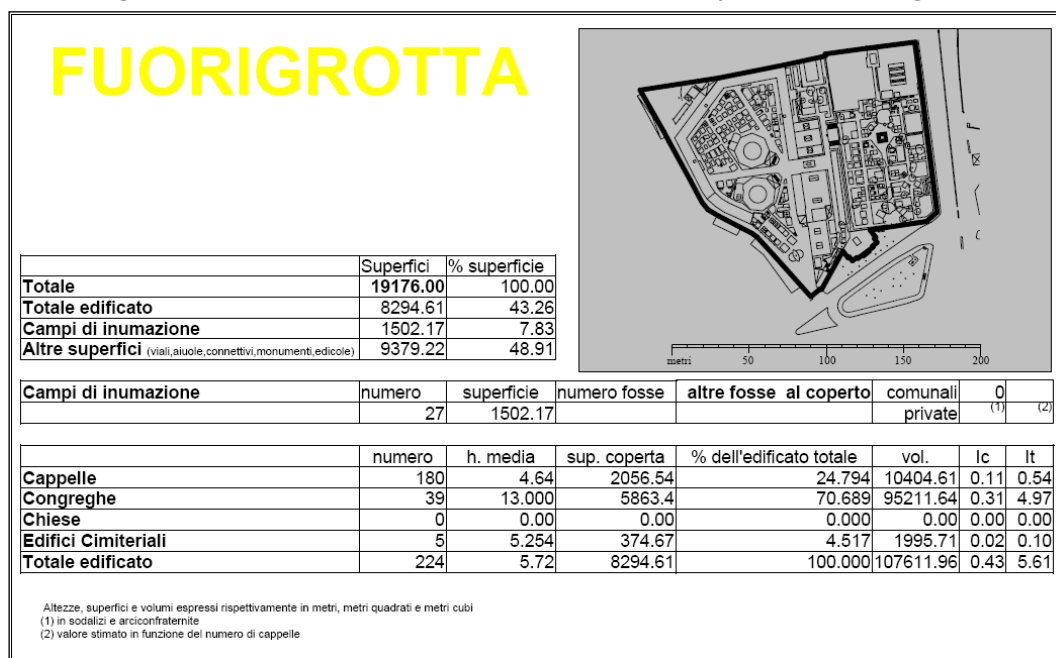 FUORIGROTTA
metri 50 100 150 200
Superfici % superficie
Totale 19176.00 100.00
Totale edificato 8294.61 43.26
Campi di inumazione 1502.17 7.83
Altre superfici (viali,aiuole,connettivi,monumenti,edicole) 9379.22 48.91
Campi di inumazione numero superficie numero fosse altre fosse al coperto comunali 0
27 1502.17 private (1) (2)
numero h. media sup. coperta % dell'edificato totale vol. Ic It
Cappelle 180 4.64 2056.54 24.794 10404.61 0.11 0.54
Congreghe 39 13.000 5863.4 70.689 95211.64 0.31 4.97
Chiese 0 0.00 0.00 0.000 0.00 0.00 0.00
Edifici Cimiteriali 5 5.254 374.67 4.517 1995.71 0.02 0.10
Totale edificato 224 5.72 8294.61 100.000 107611.96 0.43 5.61
Altezze, superfici e volumi espressi rispettivamente in metri, metri quadrati e metri cubi
(1) in sodalizi e arciconfraternite
(2) valore stimato in funzione del numero di cappelle